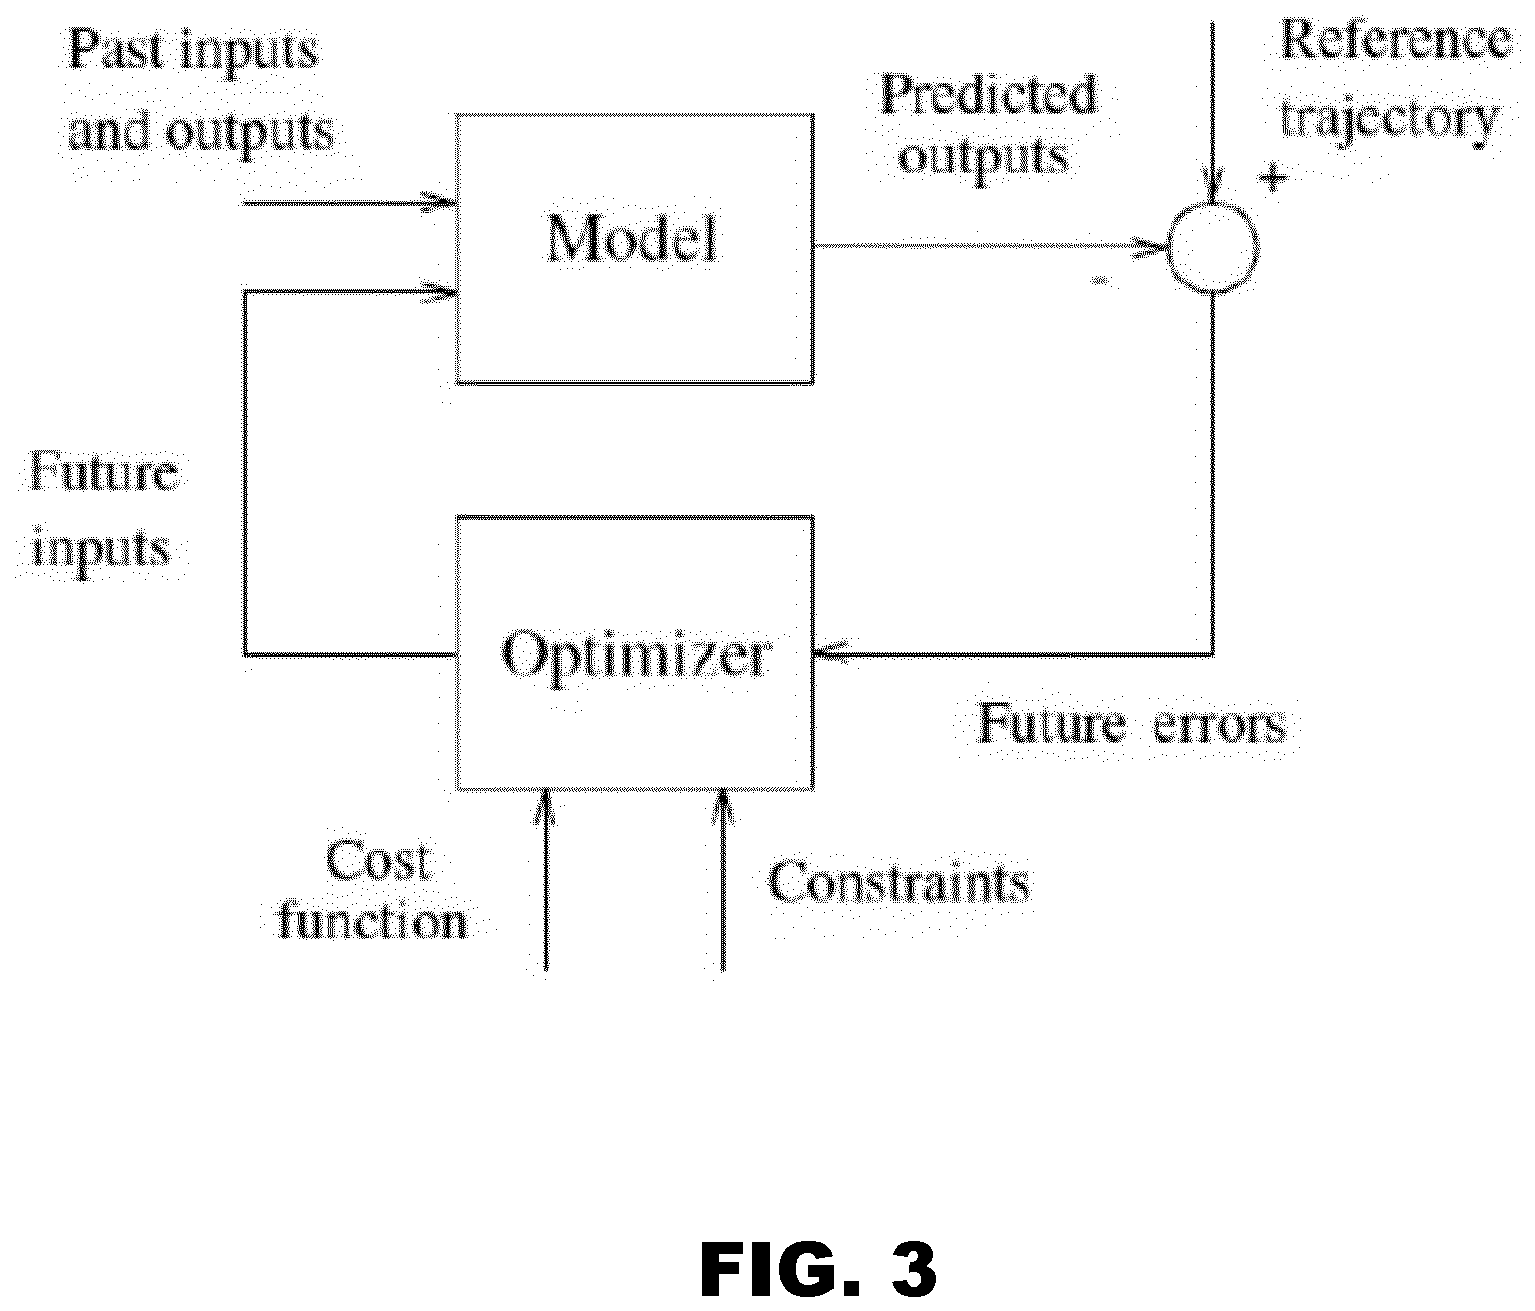 Past inputs
and outputs
Predicted
outputs
Reference
trajectory
+
-
Model
Future
inputs
Optimizer
Future errors
Cost
function
Constraints
FIG. 3